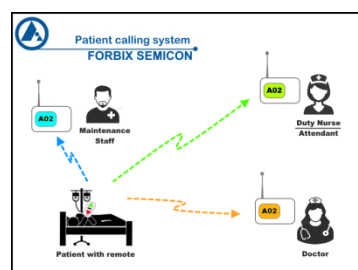 Patient calling system
FORBIX SEMICON
A02
Maintenance
Staff
A02
Duty Nurse
Attendant
A02
Patient with remote
Doctor